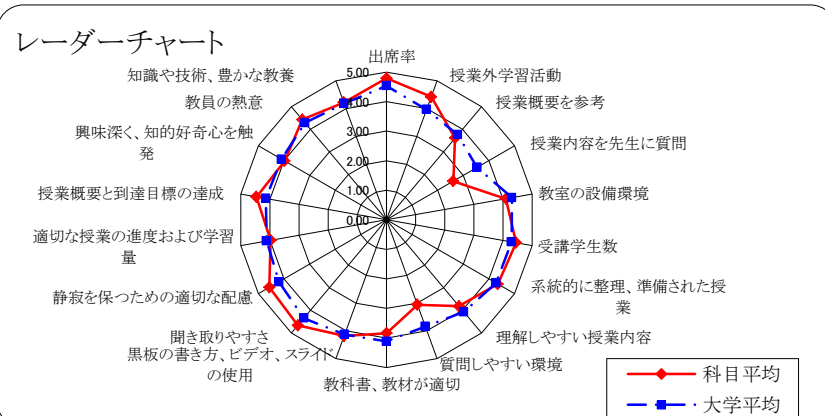 レーダーチャート
出席率
授業外学習活動
授業概要を参考
授業内容を先生に質問
教室の設備環境
受講学生数
系統的に整理、準備された授
業
理解しやすい授業内容
質問しやすい環境
教科書、教材が適切
黒板の書き方、ビデオ、スライド
の使用
聞き取りやすさ
静寂を保つための適切な配慮
適切な授業の進度および学習
量
授業概要と到達目標の達成
興味深く、知的好奇心を触
発
教員の熱意
知識や技術、豊かな教養
5.00
4.00
3.00
2.00
1.00
0.00
科目平均
大学平均